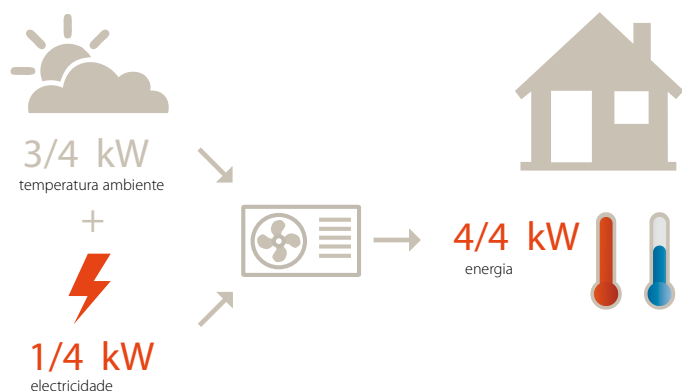 3/4 kW
temperatura ambiente
+
1/4 kW
electricidade
4/4 kW
energia